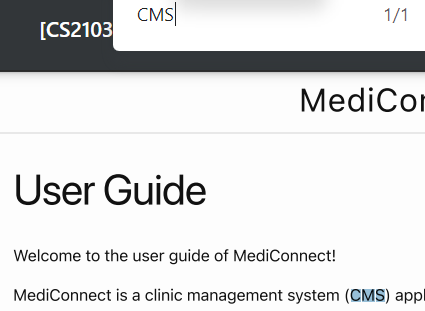 [CS2103
CMS
1/1
MediCon
User Guide
Welcome to the user guide of MediConnect!
MediConnect is a clinic management system (CMS) appl